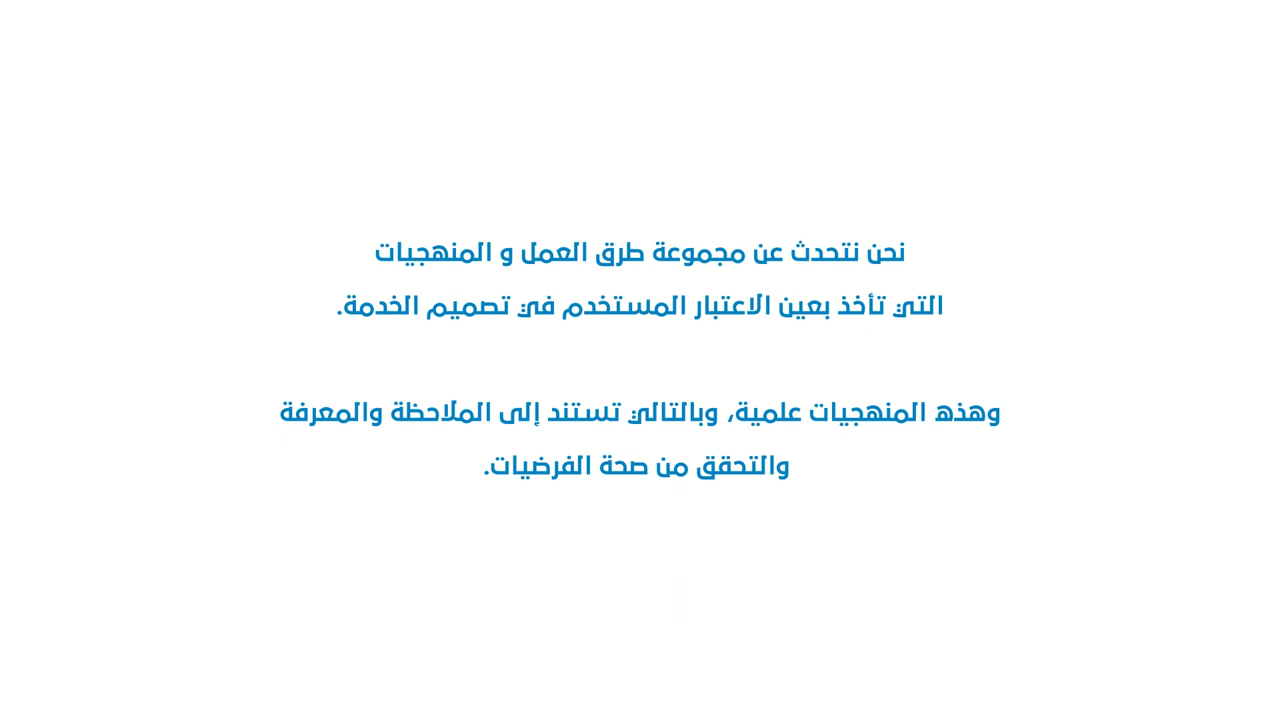 نحن نتحدث عن مجموعة طرق العمل و المنهجيات
التي تأخذ بعين الاعتبار المستخدم في تصميم الخدمة.
وهذه المنهجيات علمية، وبالتالي تستند إلى الملاحظة والمعرفة
والتحقق من صحة الفرضيات.